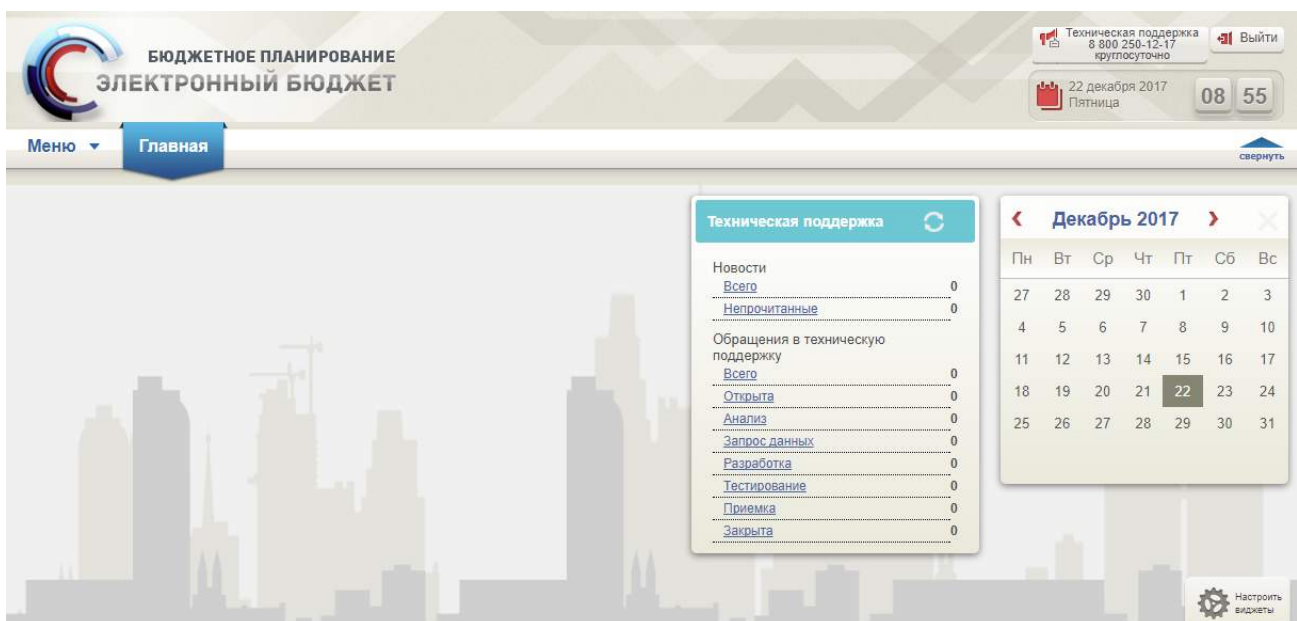 БЮДЖЕТНОЕ ПЛАНИРОВАНИЕ
ЭЛЕКТРОННЫЙ БЮДЖЕТ
Техническая поддержка
8 800 250-12-17
круглосуточно
Выйти
22 декабря 2017
Пятница
08 55
Меню
Главная
свернуть
Техническая поддержка
Новости
Всего 0
Непрочитанные 0
Обращения в техническую
поддержку
Всего 0
Открыта 0
Анализ 0
Запрос данных 0
Разработка 0
Тестирование 0
Приемка 0
Закрыта 0
Декабрь 2017
Пн Вт Ср Чт Пт Сб Вс
27 28 29 30 1 2 3
4 5 6 7 8 9 10
11 12 13 14 15 16 17
18 19 20 21 22 23 24
25 26 27 28 29 30 31
Настроить
виджеты